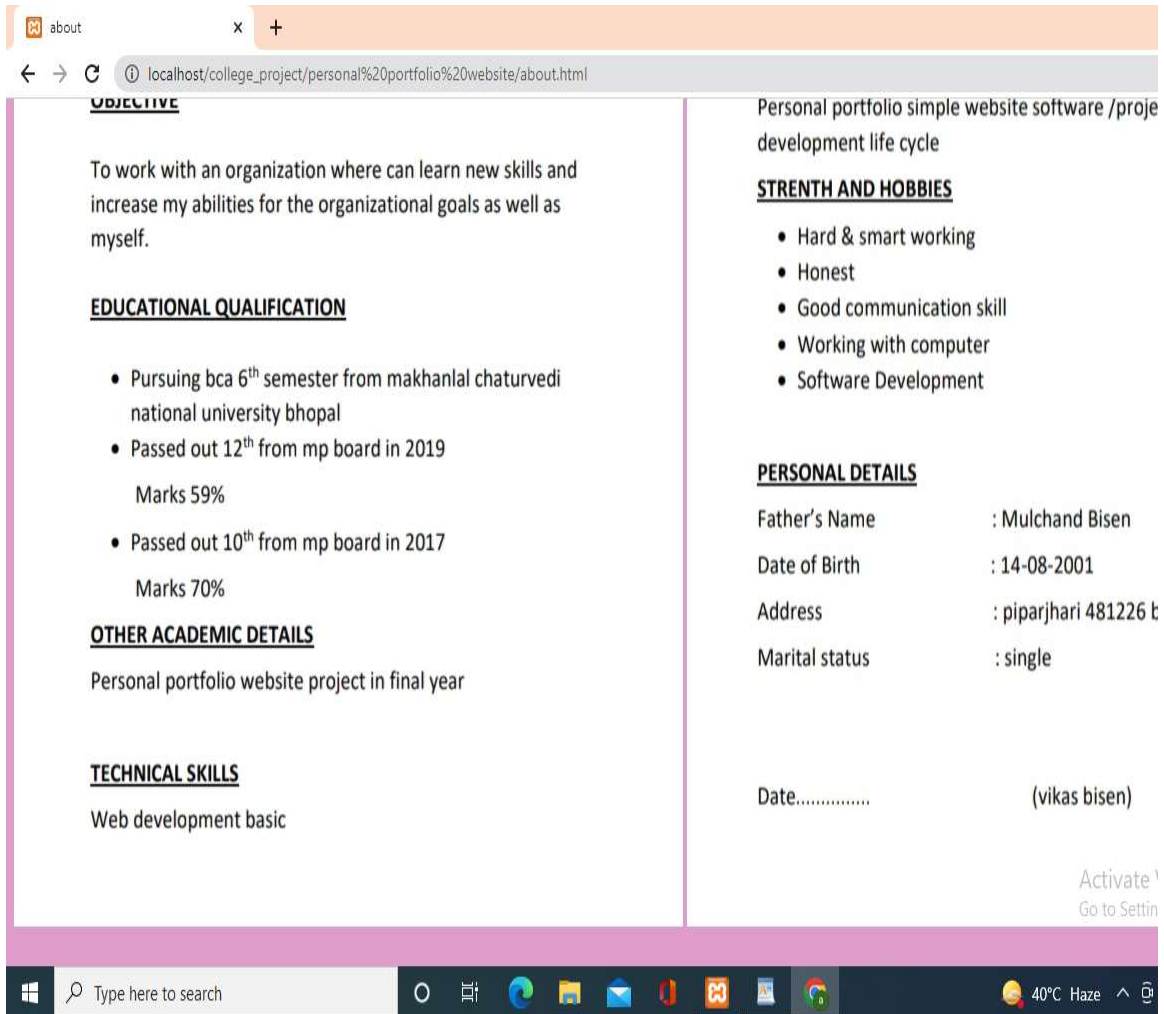 about
localhost/college_project/personal%20portfolio%20website/about.html
OBJECTIVE
To work with an organization where can learn new skills and
increase my abilities for the organizational goals as well as
myself.
EDUCATIONAL QUALIFICATION
• Pursuing bca 6th semester from makhanlal chaturvedi
national university bhopal
• Passed out 12th from mp board in 2019
Marks 59%
• Passed out 10th from mp board in 2017
Marks 70%
OTHER ACADEMIC DETAILS
Personal portfolio website project in final year
TECHNICAL SKILLS
Web development basic
Personal portfolio simple website software /proje
development life cycle
STRENTH AND HOBBIES
• Hard & smart working
• Honest
• Good communication skill
• Working with computer
• Software Development
PERSONAL DETAILS
Father's Name : Mulchand Bisen
Date of Birth : 14-08-2001
Address : piparjhari 481226
Marital status : single
Date............... (vikas bisen)
Activate
Go to Settin
Type here to search
40°C Haze